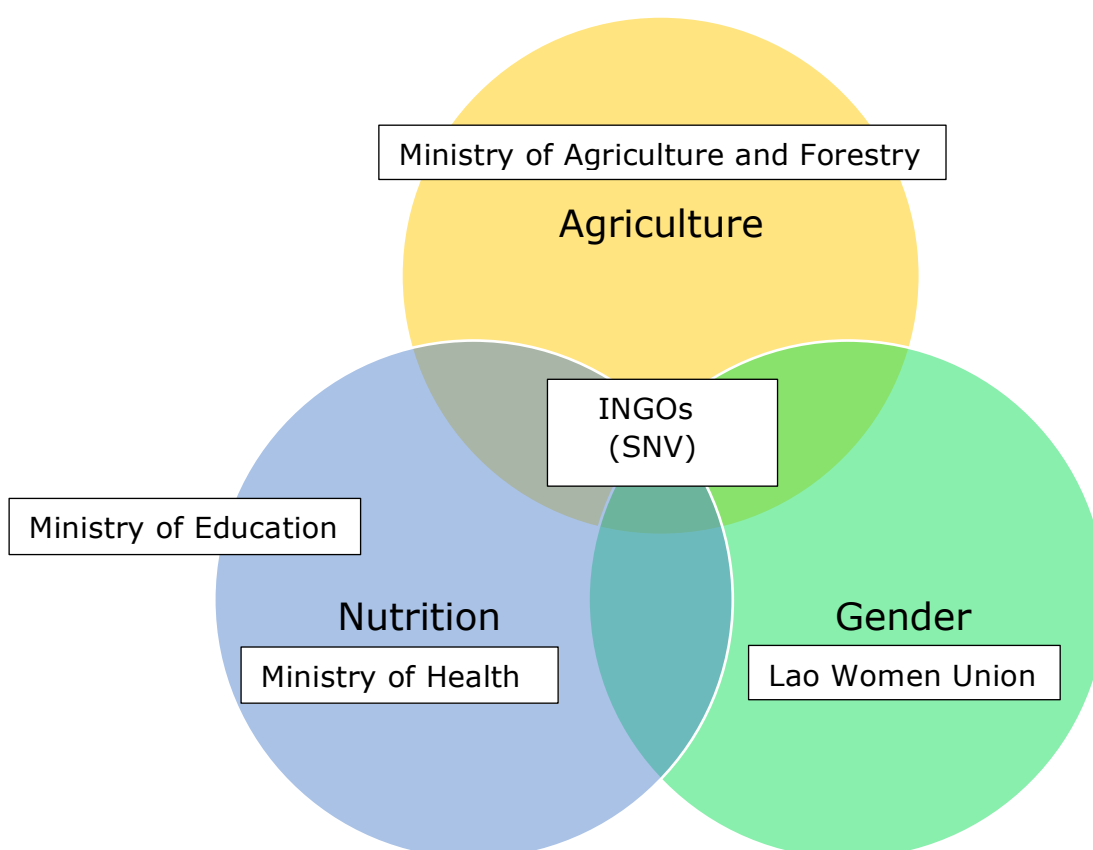 Ministry of Agriculture and Forestry
Agriculture
INGOs
(SNV)
Ministry of Education
Nutrition
Gender
Ministry of Health
Lao Women Union